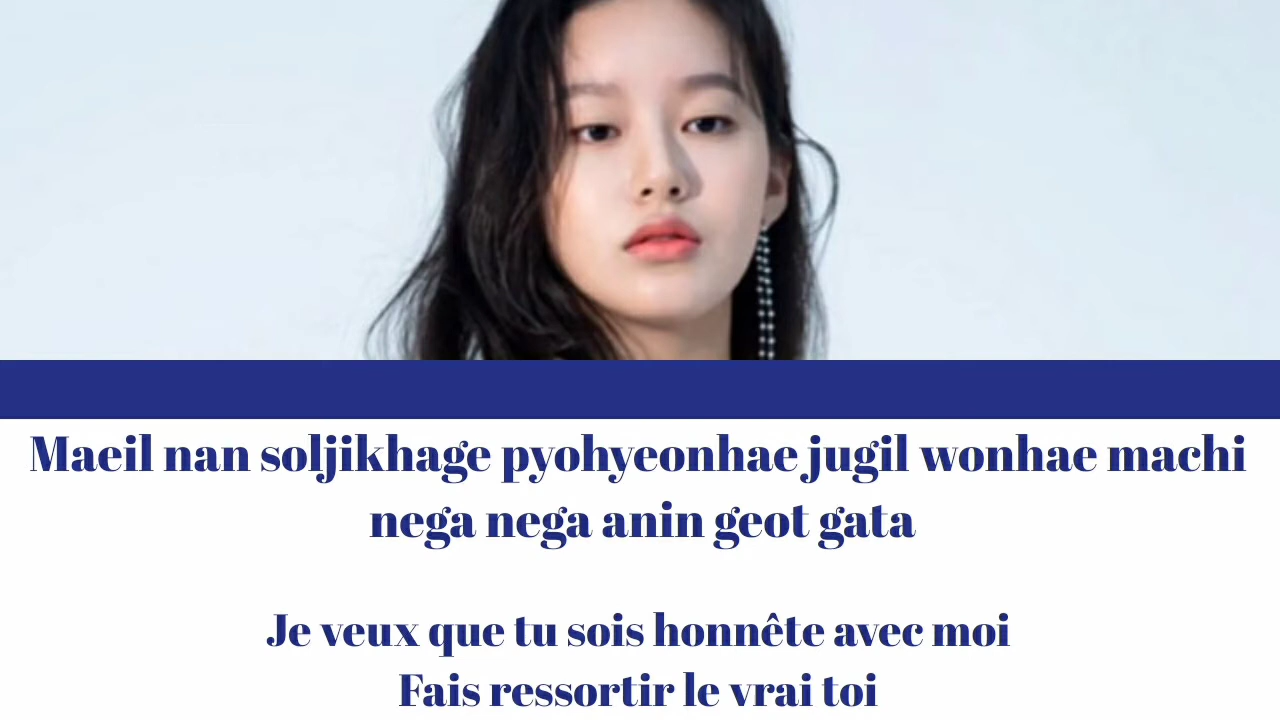 Maeil nan soljikhage pyohyeonhae jugil wonhae machi
nega nega anin geot gata
Je veux que tu sois honnête avec moi
Fais ressortir le vrai toi